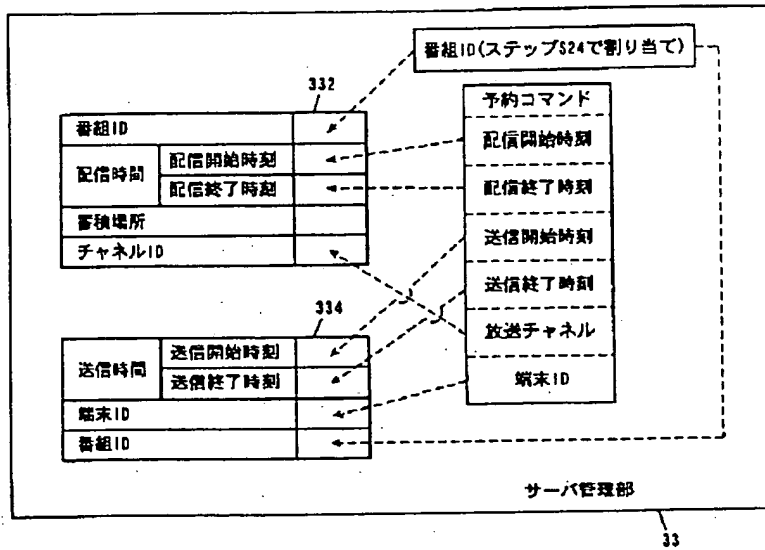 番組ID(ステップS24で割り当て)
332
番組ID
配信時間
配信開始時刻
配信終了時刻
蓄積場所
チャネルID
予約コマンド
配信開始時刻
配信終了時刻
送信開始時刻
送信終了時刻
放送チャネル
端末ID
334
送信時間
送信開始時刻
送信終了時刻
端末ID
番組ID
サーバ管理部
33